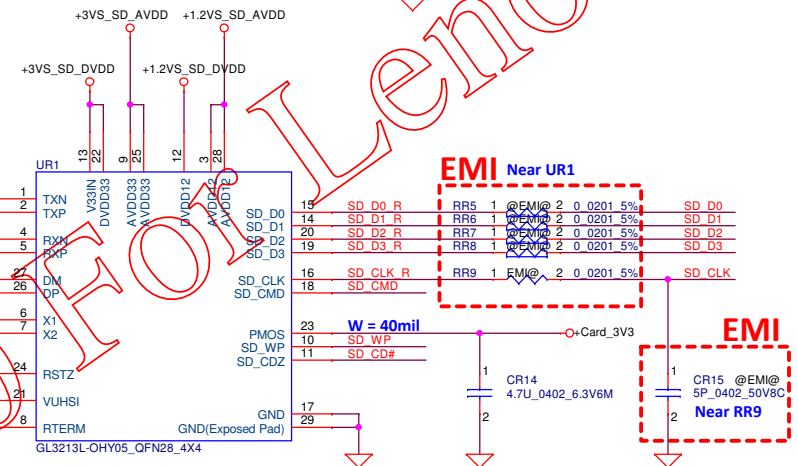 +3VS_SD_AVDD
+1.2VS_SD_AVDD
+3VS_SD_DVDD
+1.2VS_SD_DVDD
13
22
9
25
12
3
28
UR1
V33IN
DVDD33
AVDD33
AVDD33
DVDD12
AVDD12
AVDD12
1 TXN
2 TXP
4 RXN
5 RXP
27 DM
26 DP
6 X1
7 X2
24 RSTZ
21 VUHSI
8 RTERM
EMI Near UR1
SD_D0 15 SD_D0_R RR5 1 @EMI@ 2 0_0201_5% SD_D0
SD_D1 14 SD_D1_R RR6 1 @EMI@ 2 0_0201_5% SD_D1
SD_D2 20 SD_D2_R RR7 1 @EMI@ 2 0_0201_5% SD_D2
SD_D3 19 SD_D3_R RR8 1 @EMI@ 2 0_0201_5% SD_D3
SD_CLK 16 SD_CLK_R RR9 1 EMI@ 2 0_0201_5% SD_CLK
SD_CMD 18 SD_CMD
PMOS 23 W = 40mil +Card_3V3
SD_WP 10 SD_WP
SD_CDZ 11 SD_CD#
GND 17
GND(Exposed Pad) 29
GL3213L-OHY05_QFN28_4X4
1
CR14
4.7U_0402_6.3V6M
2
EMI
1
CR15 @EMI@
5P_0402_50V8C
Near RR9
2
For